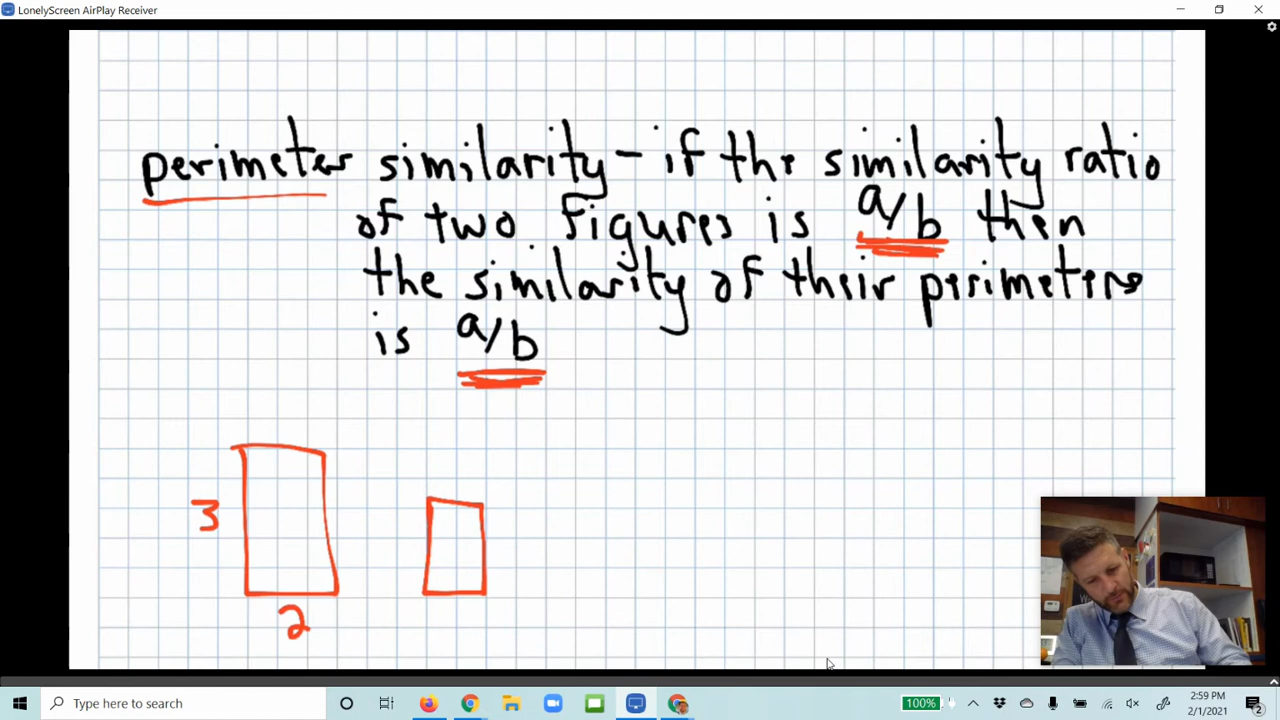 LonelyScreen AirPlay Receiver
perimeter similarity - if the similarity ratio
of two figures is a/b then
the similarity of their perimeters
is a/b
3
2
Type here to search
100%
2:59 PM
2/1/2021
2